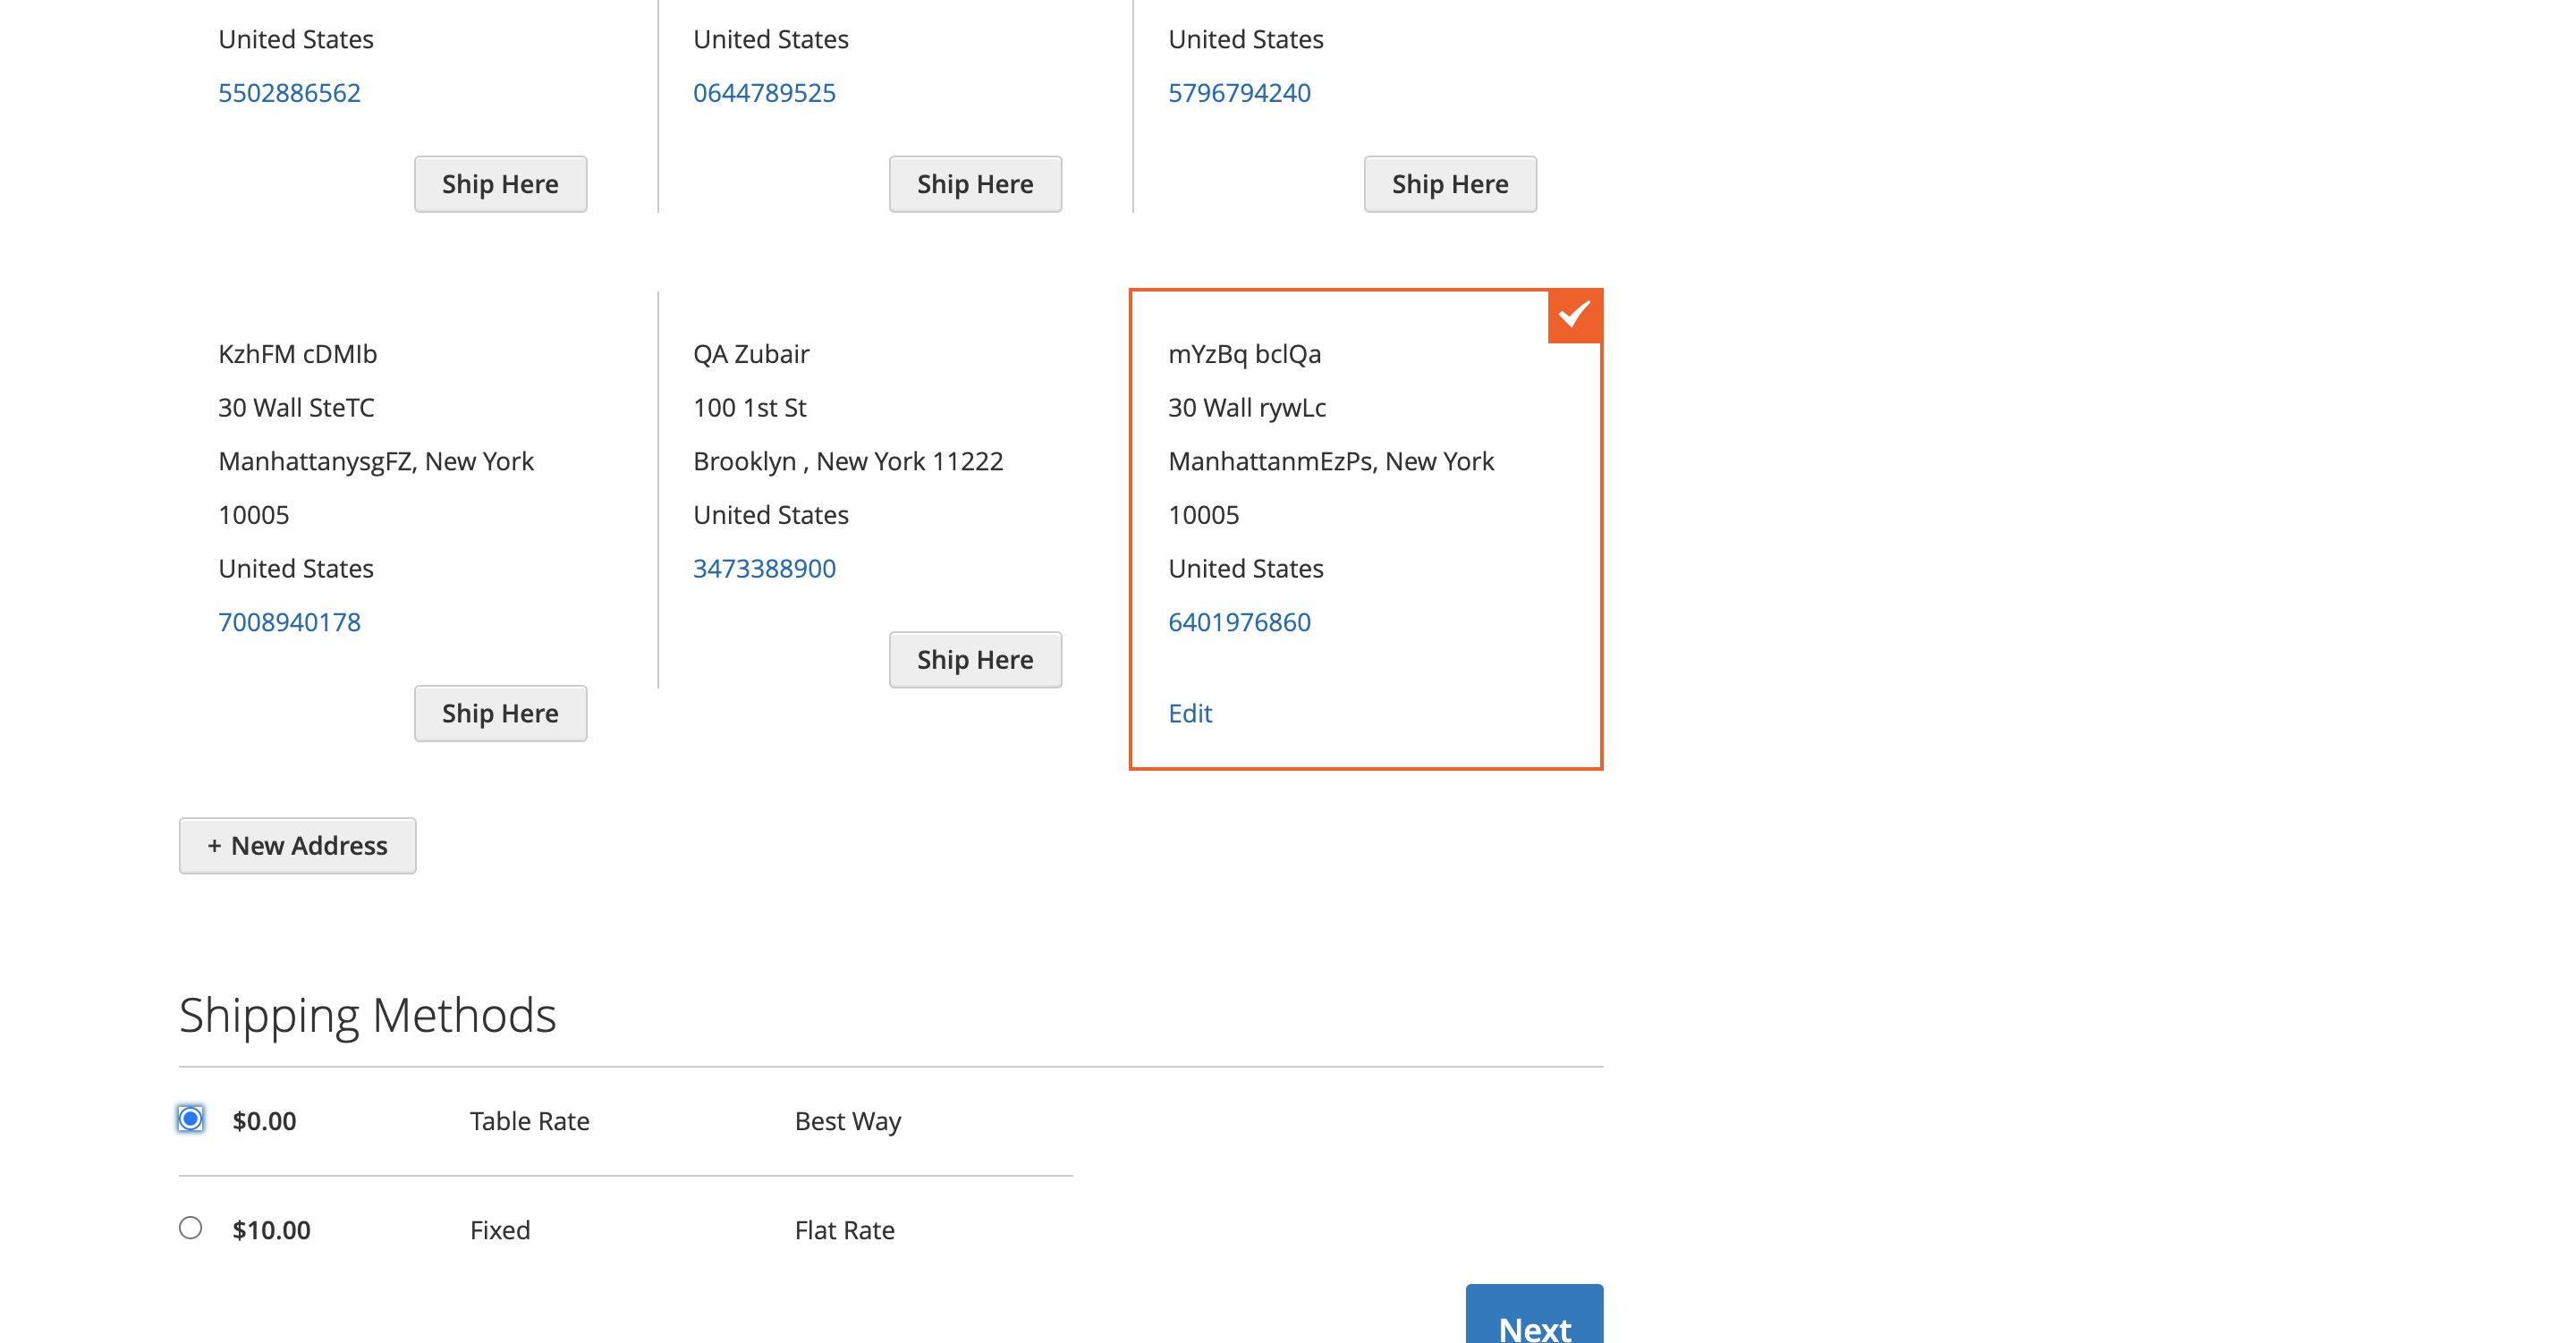 United States
5502886562
Ship Here
United States
0644789525
Ship Here
United States
5796794240
Ship Here
KzhFM cDMIb
30 Wall SteTC
ManhattanysgFZ, New York
10005
United States
7008940178
Ship Here
QA Zubair
100 1st St
Brooklyn , New York 11222
United States
3473388900
Ship Here
mYzBq bclQa
30 Wall rywLc
ManhattanmEzPs, New York
10005
United States
6401976860
Edit
+ New Address
Shipping Methods
$0.00 Table Rate Best Way
$10.00 Fixed Flat Rate
Next